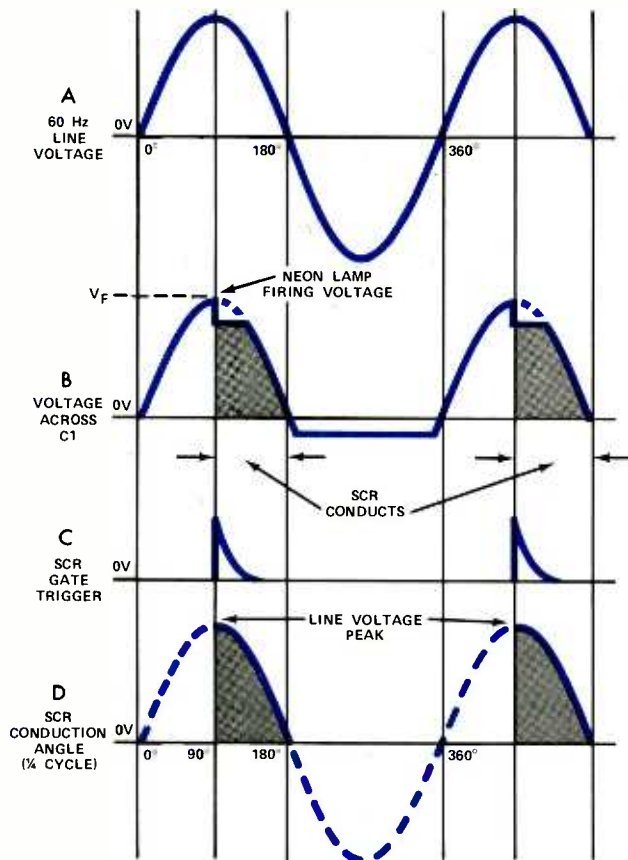 A
60 Hz
LINE
VOLTAGE
0V
0°
180°
360°
VF
NEON LAMP
FIRING VOLTAGE
B
VOLTAGE
ACROSS
C1
0V
SCR
CONDUCTS
C
SCR
GATE
TRIGGER
0V
LINE VOLTAGE
PEAK
D
SCR
CONDUCTION
ANGLE
(¼ CYCLE)
0V
0°
90°
180°
360°